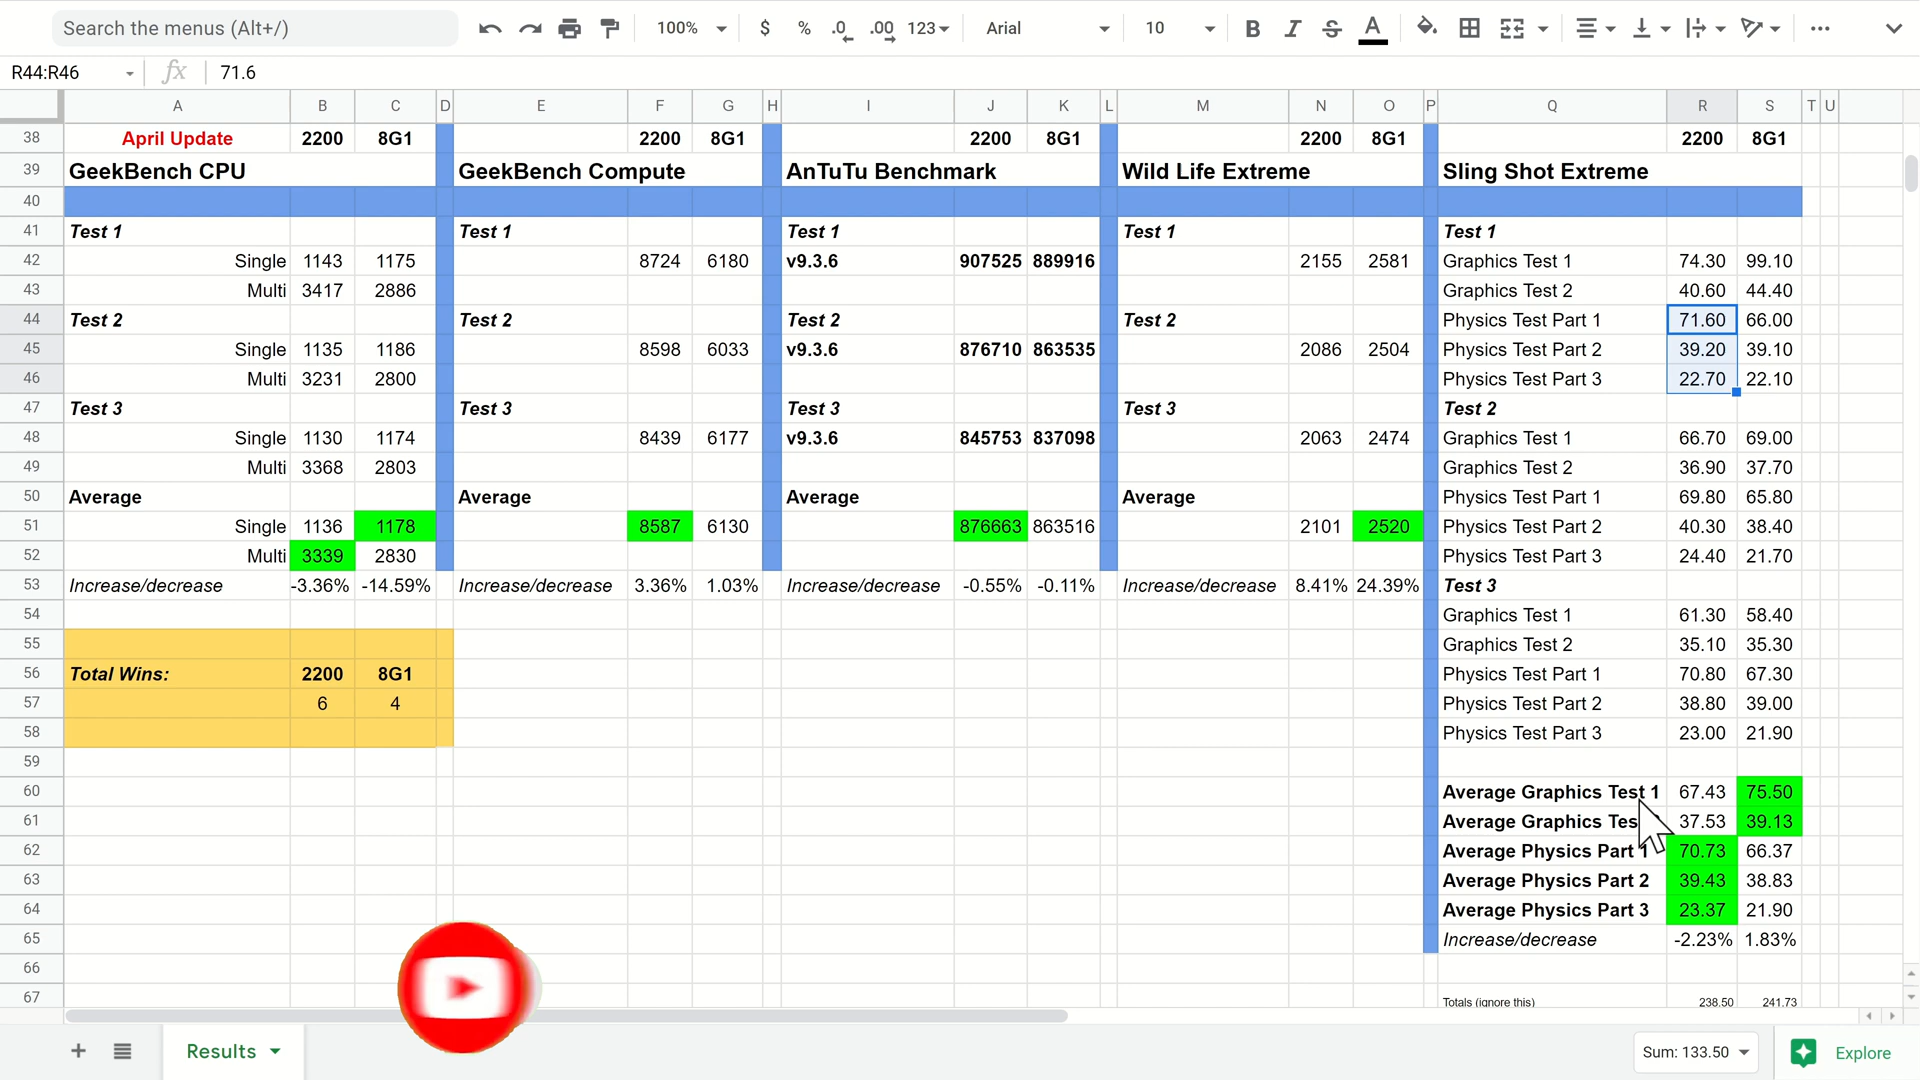 Search the menus (Alt+/)
100% $ % .0 .00 123 Arial 10 B I S A
R44:R46 fx 71.6
A B C D E F G H I J K L M N O P Q R S T U
38 April Update 2200 8G1 2200 8G1 2200 8G1 2200 8G1 2200 8G1
39 GeekBench CPU GeekBench Compute AnTuTu Benchmark Wild Life Extreme Sling Shot Extreme
40
41 Test 1 Test 1 Test 1 Test 1 Test 1
42 Single 1143 1175 8724 6180 v9.3.6 907525 889916 2155 2581 Graphics Test 1 74.30 99.10
43 Multi 3417 2886 Graphics Test 2 40.60 44.40
44 Test 2 Test 2 Test 2 Test 2 Physics Test Part 1 71.60 66.00
45 Single 1135 1186 8598 6033 v9.3.6 876710 863535 2086 2504 Physics Test Part 2 39.20 39.10
46 Multi 3231 2800 Physics Test Part 3 22.70 22.10
47 Test 3 Test 3 Test 3 Test 3 Test 2
48 Single 1130 1174 8439 6177 v9.3.6 845753 837098 2063 2474 Graphics Test 1 66.70 69.00
49 Multi 3368 2803 Graphics Test 2 36.90 37.70
50 Average Average Average Average Physics Test Part 1 69.80 65.80
51 Single 1136 1178 8587 6130 876663 863516 2101 2520 Physics Test Part 2 40.30 38.40
52 Multi 3339 2830 Physics Test Part 3 24.40 21.70
53 Increase/decrease -3.36% -14.59% Increase/decrease 3.36% 1.03% Increase/decrease -0.55% -0.11% Increase/decrease 8.41% 24.39% Test 3
54 Graphics Test 1 61.30 58.40
55 Graphics Test 2 35.10 35.30
56 Total Wins: 2200 8G1 Physics Test Part 1 70.80 67.30
57 6 4 Physics Test Part 2 38.80 39.00
58 Physics Test Part 3 23.00 21.90
59
60 Average Graphics Test 1 67.43 75.50
61 Average Graphics Tes 37.53 39.13
62 Average Physics Part 1 70.73 66.37
63 Average Physics Part 2 39.43 38.83
64 Average Physics Part 3 23.37 21.90
65 Increase/decrease -2.23% 1.83%
66
67 Totals (ignore this) 238.50 241.73
+ Results Sum: 133.50 Explore